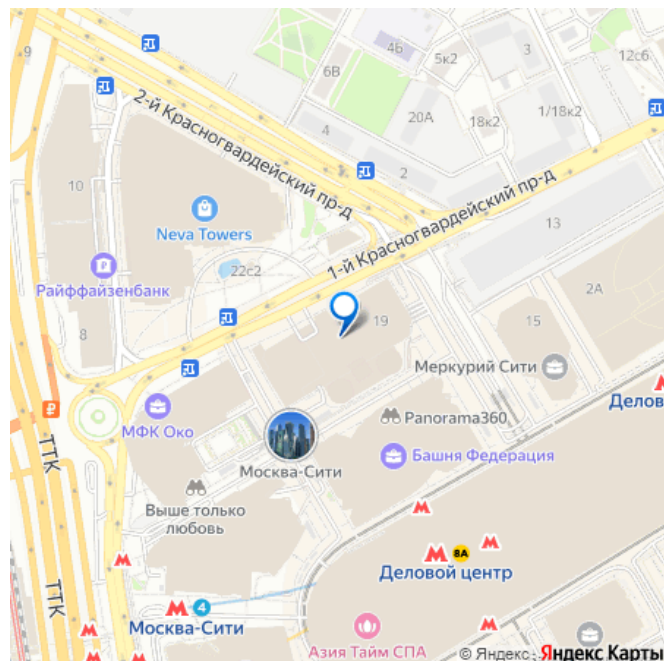 9
4Б
5к2
3
12с6
6В
20А
18к2
1/18к2
2-й Красногвардейский пр-д
4
2
10
Neva Towers
1-й Красногвардейский пр-д
13
Райффайзенбанк
22с2
2А
8
19
15
Меркурий Сити
ТТК
МФК Око
Panorama360
Делов
Москва-Сити
Башня Федерация
Выше только
любовь
8А
Деловой центр
ТТК
4
Москва-Сити
Азия Тайм СПА
© Яндекс
Яндекс Карты